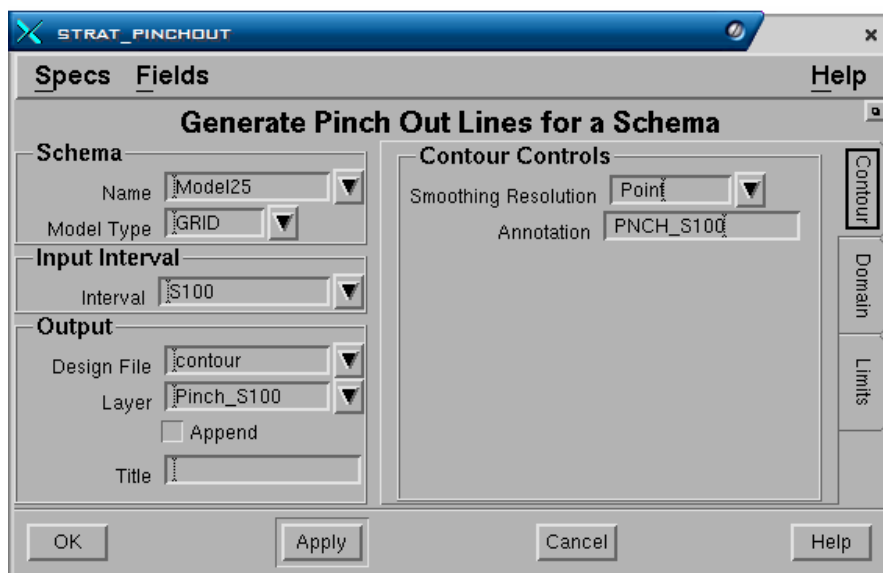 STRAT_PINCHOUT
Specs Fields Help
Generate Pinch Out Lines for a Schema
Schema
Name Model25
Model Type GRID
Input Interval
Interval S100
Output
Design File contour
Layer Pinch_S100
Append
Title
Contour Controls
Smoothing Resolution Point
Annotation PNCH_S100
Contour
Domain
Limits
OK Apply Cancel Help